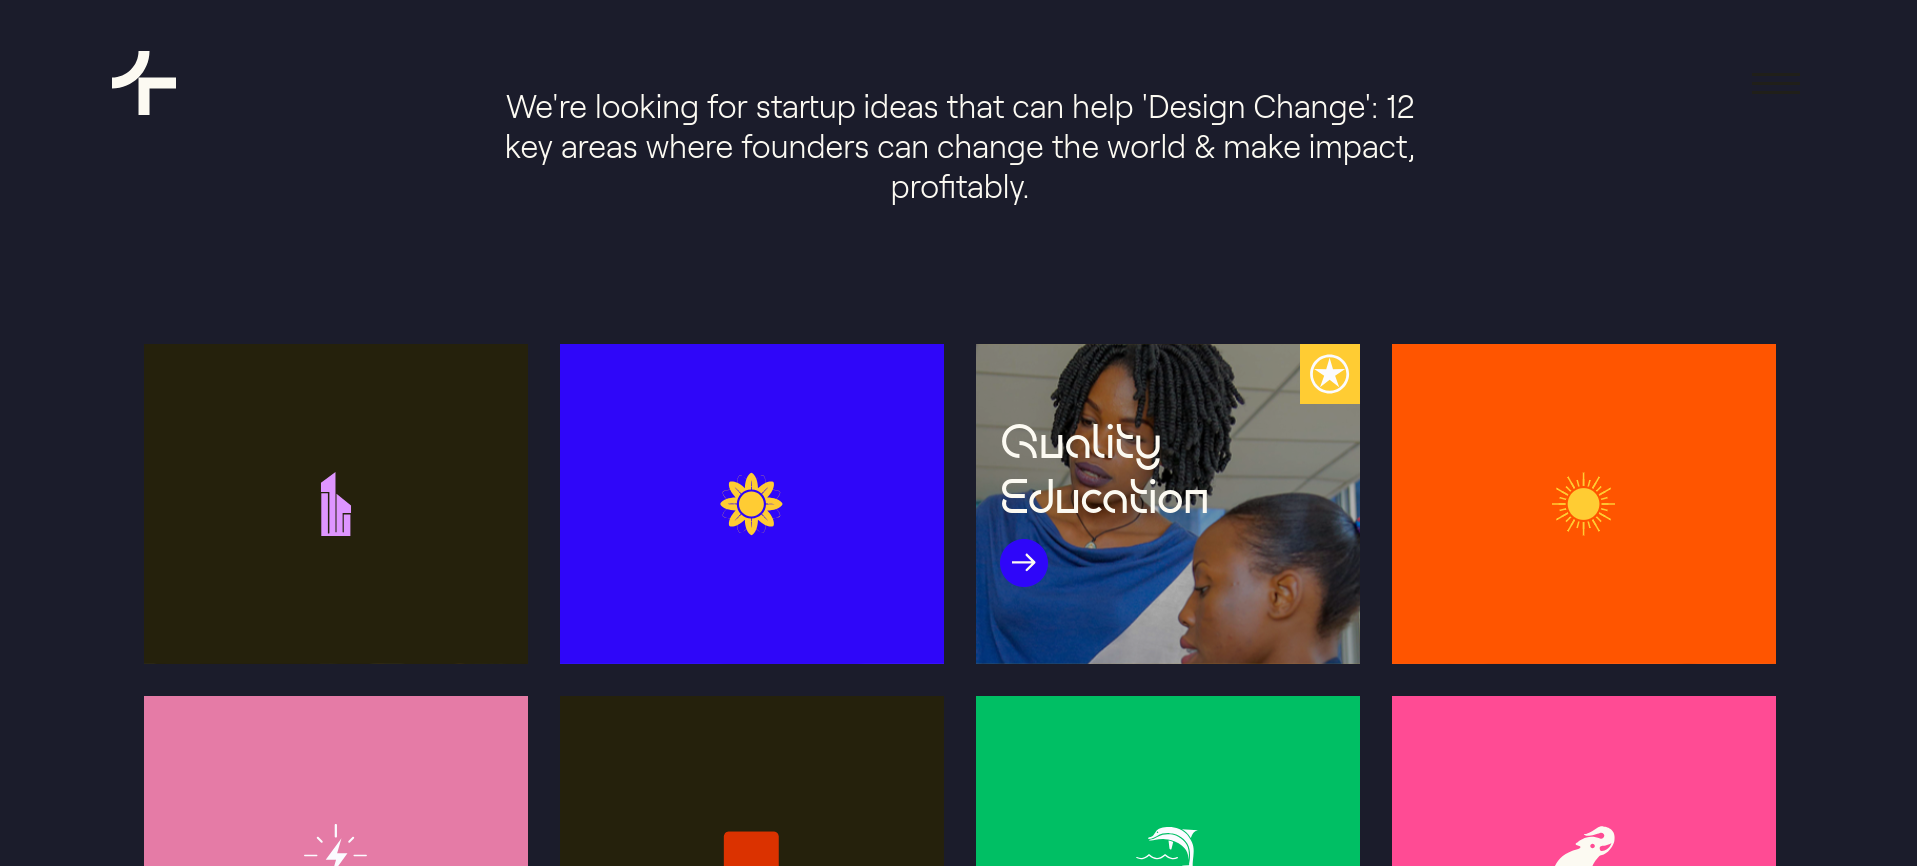 We're looking for startup ideas that can help 'Design Change': 12
key areas where founders can change the world & make impact,
profitably.
Quality
Education